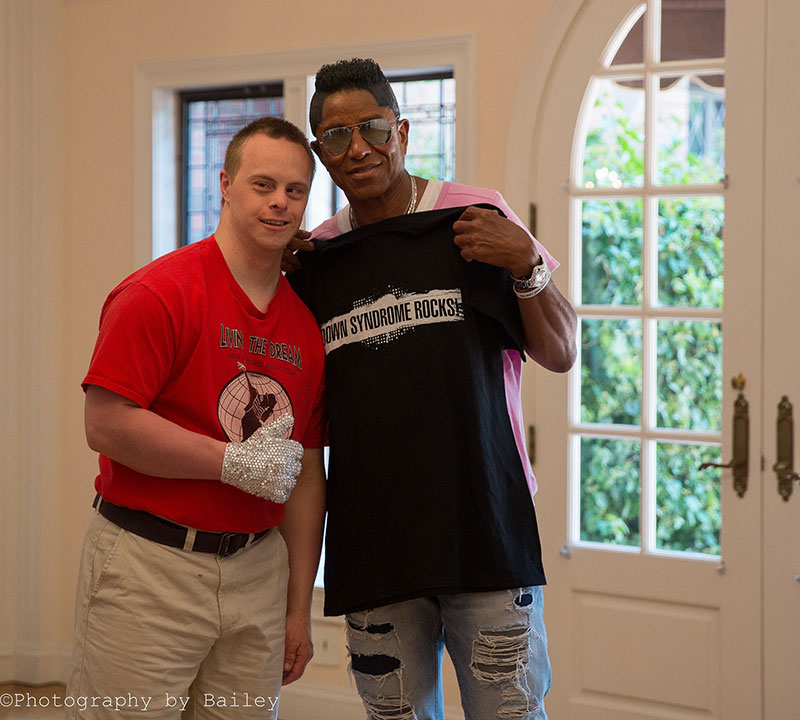 LIVIN THE DREAM
DOWN SYNDROME ROCKS!
©Photography by Bailey